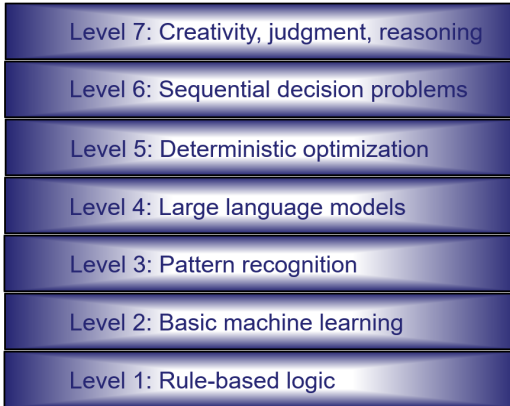 Level 7: Creativity, judgment, reasoning
Level 6: Sequential decision problems
Level 5: Deterministic optimization
Level 4: Large language models
Level 3: Pattern recognition
Level 2: Basic machine learning
Level 1: Rule-based logic